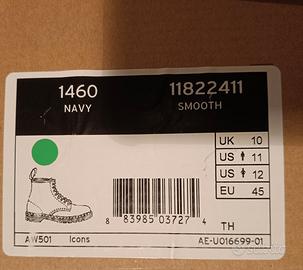 1460 11822411
NAVY SMOOTH
UK 10
US 11
US 12
EU 45
8 83985 03727 4
TH
AW501 Icons AE-U016699-01